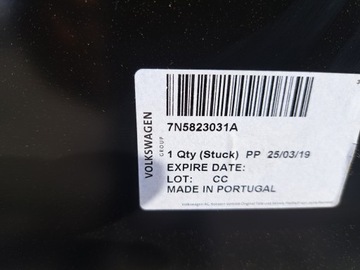 VOLKSWAGEN
GROUP
7N5823031A
1 Qty (Stuck) PP 25/03/19
EXPIRE DATE:
LOT: CC
MADE IN PORTUGAL